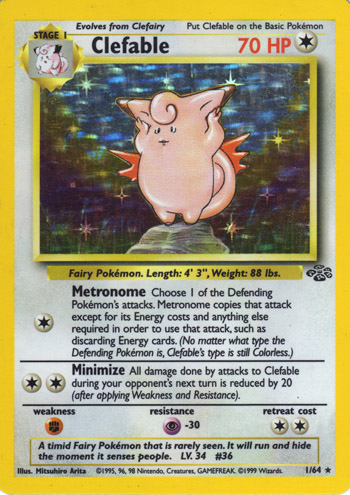 Evolves from Clefairy Put Clefable on the Basic Pokémon
STAGE 1
Clefable 70 HP
Fairy Pokémon. Length: 4' 3", Weight: 88 lbs.
Metronome Choose 1 of the Defending
Pokémon's attacks. Metronome copies that attack
except for its Energy costs and anything else
required in order to use that attack, such as
discarding Energy cards. (No matter what type the
Defending Pokémon is, Clefable's type is still Colorless.)
Minimize All damage done by attacks to Clefable
during your opponent's next turn is reduced by 20
(after applying Weakness and Resistance).
weakness resistance retreat cost
-30
A timid Fairy Pokémon that is rarely seen. It will run and hide
the moment it senses people. LV. 34 #36
Illus. Mitsuhiro Arita ©1995, 96, 98 Nintendo, Creatures, GAMEFREAK. ©1999 Wizards. 1/64 ★